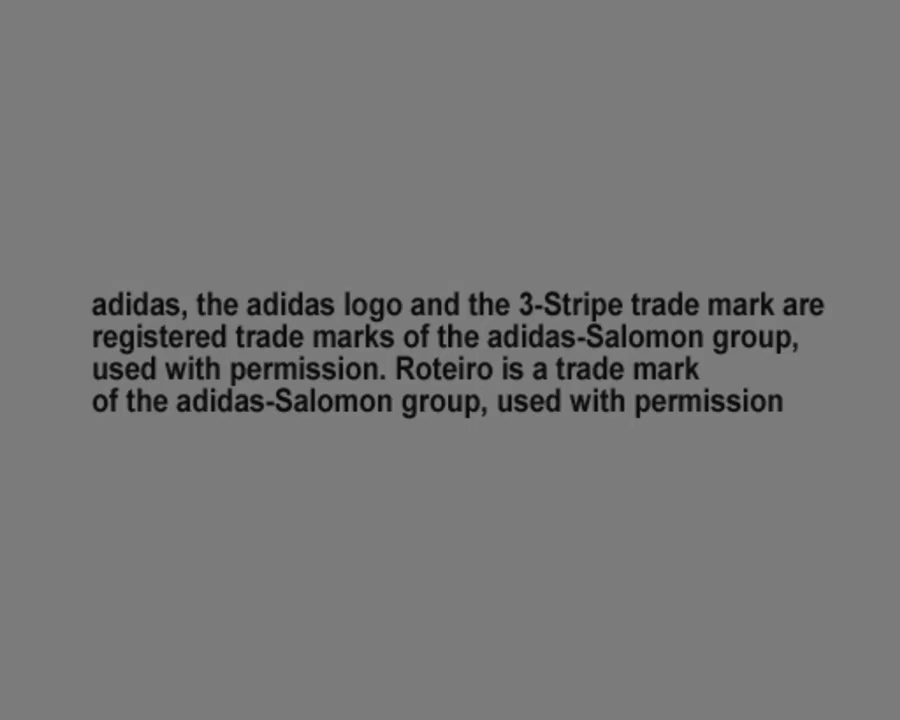 adidas, the adidas logo and the 3-Stripe trade mark are
registered trade marks of the adidas-Salomon group,
used with permission. Roteiro is a trade mark
of the adidas-Salomon group, used with permission